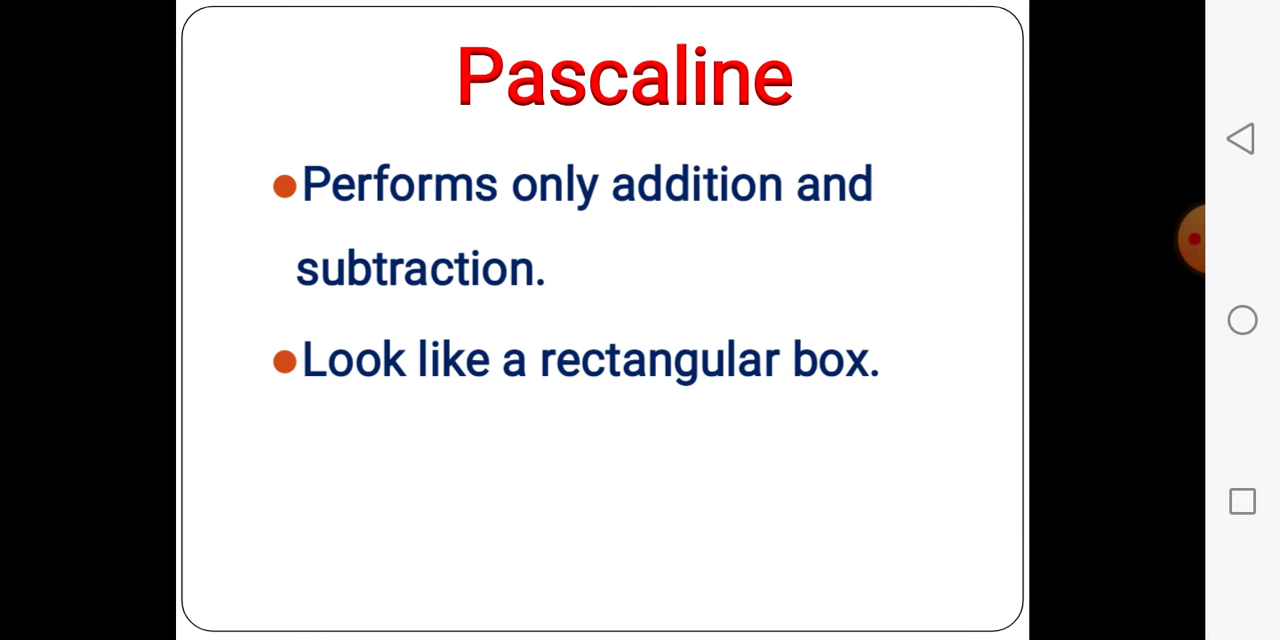 Pascaline
●Performs only addition and
subtraction.
●Look like a rectangular box.